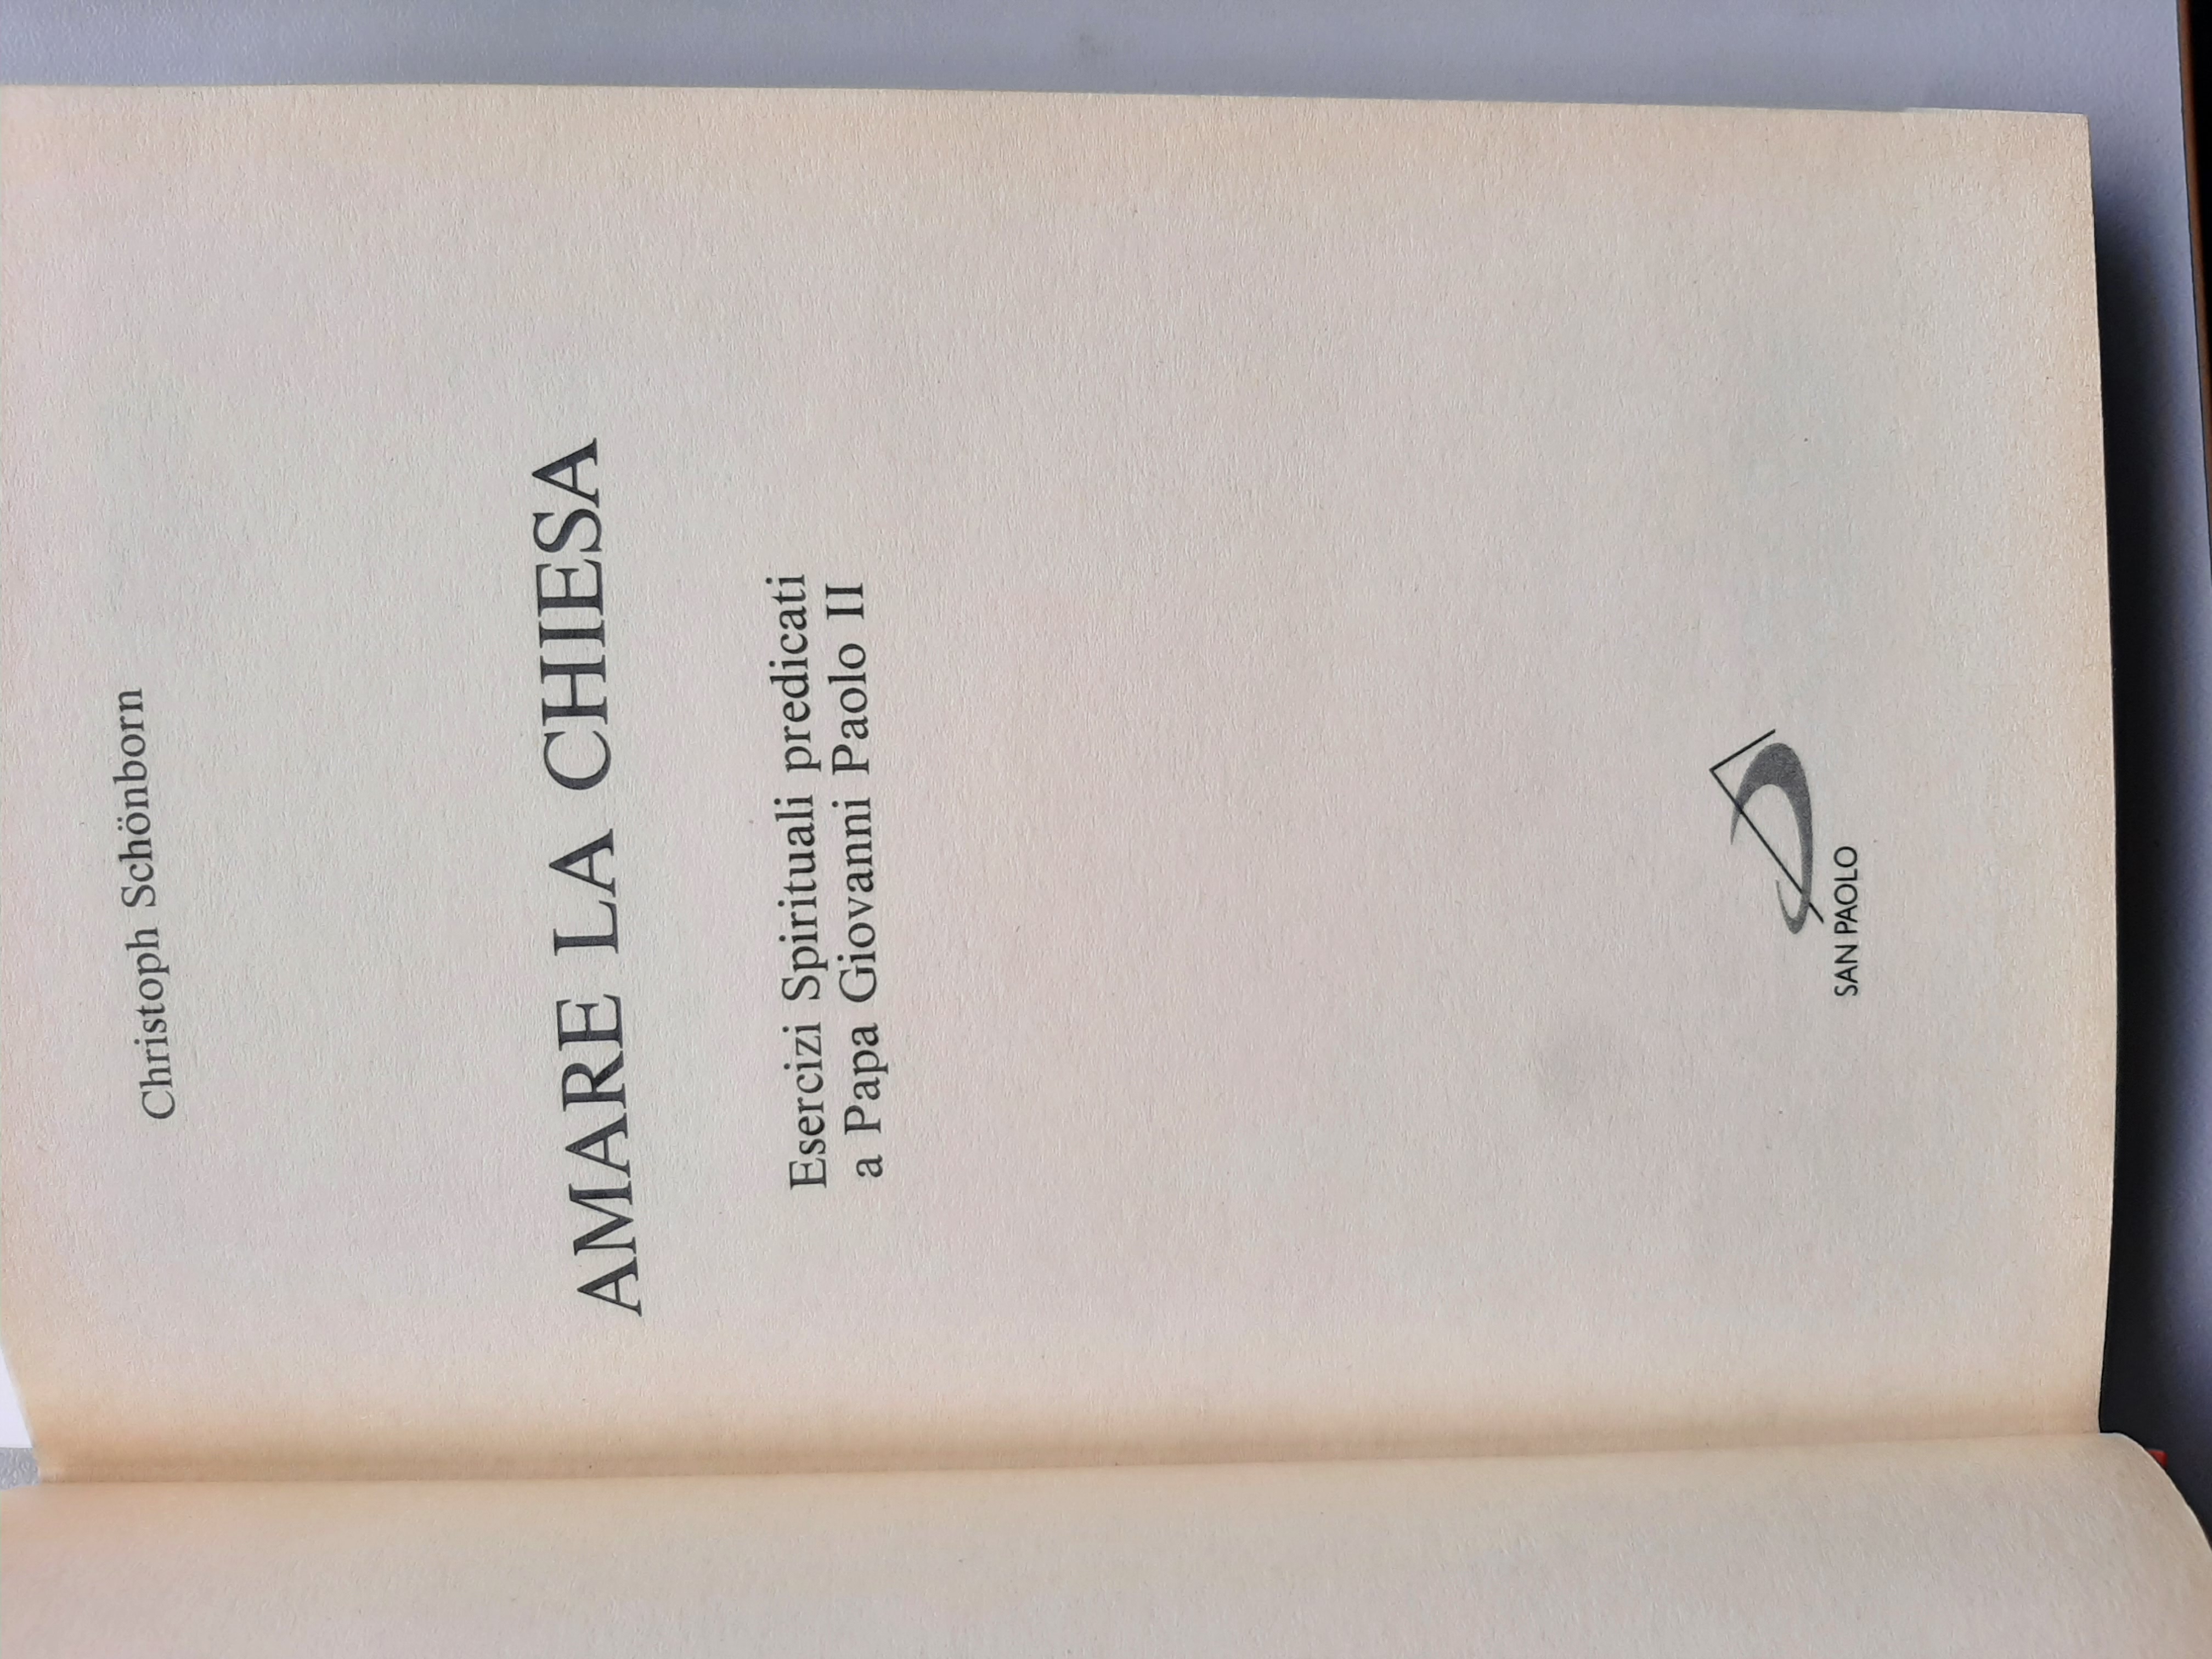 Christoph Schönborn
AMARE LA CHIESA
Esercizi Spirituali predicati
a Papa Giovanni Paolo II
SAN PAOLO